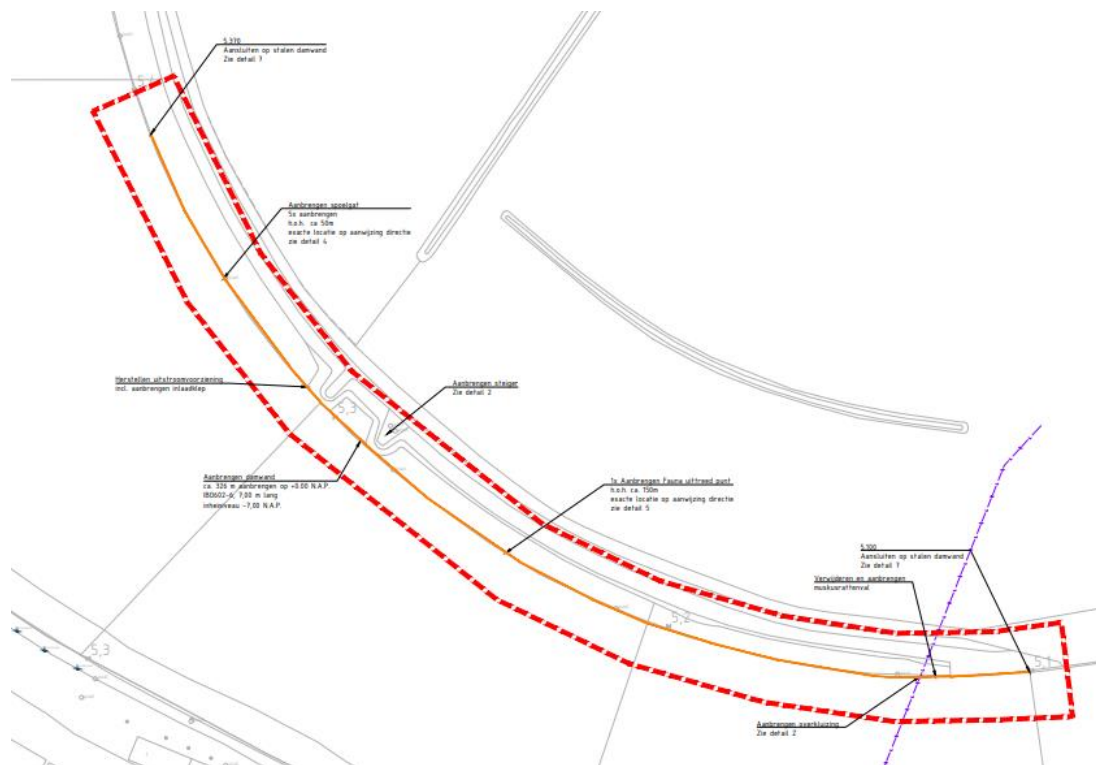 5.370
Aansluiten op stalen damwand
Zie detail 7
5,4
Aanbrengen spoelgat
5x aanbrengen
h.o.h. ca 50m
exacte locatie op aanwijzing directie
zie detail 4
Herstellen uitstroomvoorziening
incl. aanbrengen inlaadklep
Aanbrengen steiger
Zie detail 2
5,3
Aanbrengen damwand
ca. 326 m aanbrengen op +0.00 N.A.P.
7,00 m lang
inheiniveau -7,00 N.A.P.
1x Aanbrengen Fauna uittreed punt
h.o.h. ca. 150m
exacte locatie op aanwijzing directie
zie detail 5
5.100
Aansluiten op stalen damwand
Zie detail 7
Verwijderen en aanbrengen
muskusrattenval
5,2
5,3
5,1
Aanbrengen overkluizing
Zie detail 2